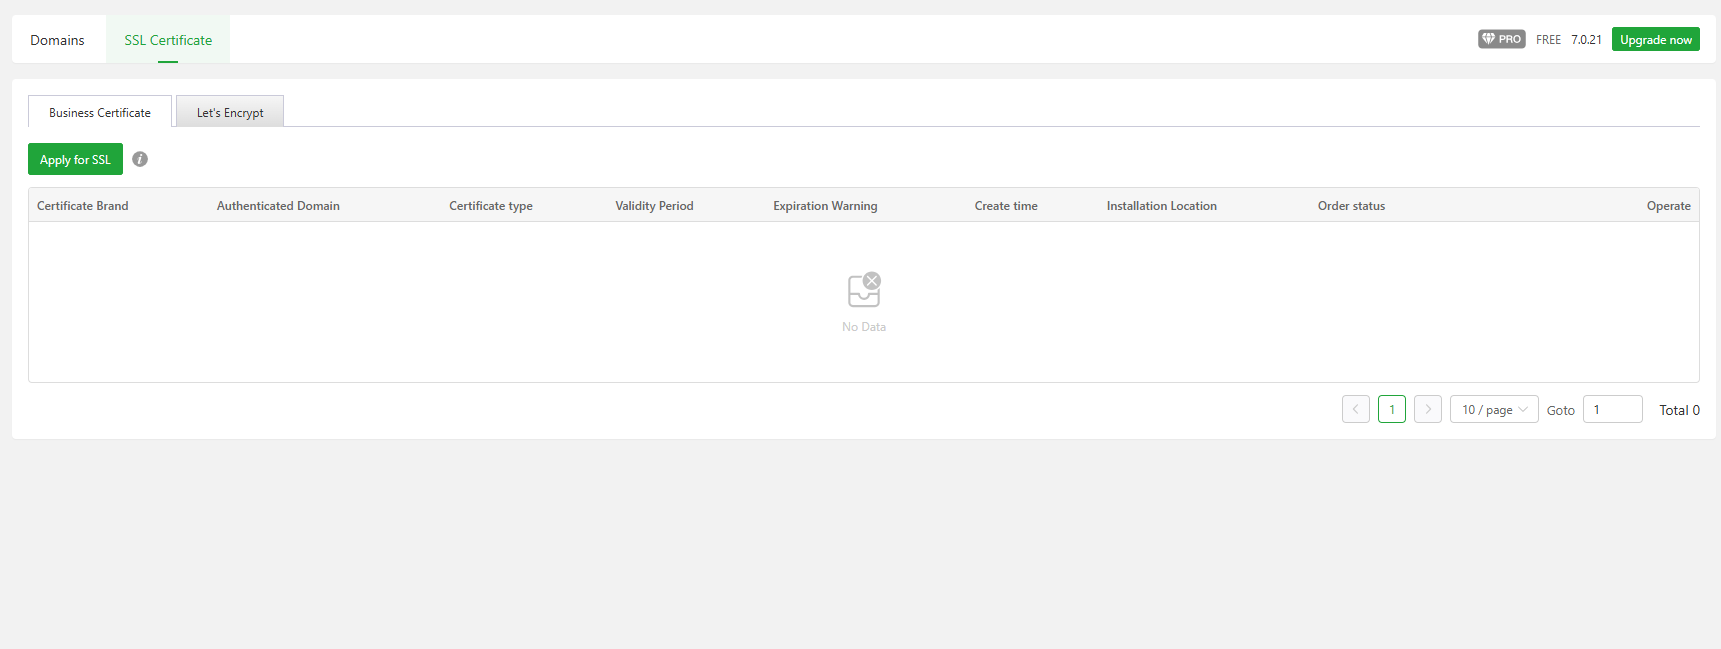 Domains
SSL Certificate
PRO FREE 7.0.21 Upgrade now
Business Certificate
Let's Encrypt
Apply for SSL i
Certificate Brand Authenticated Domain Certificate type Validity Period Expiration Warning Create time Installation Location Order status Operate
No Data
1 10 / page Goto 1 Total 0